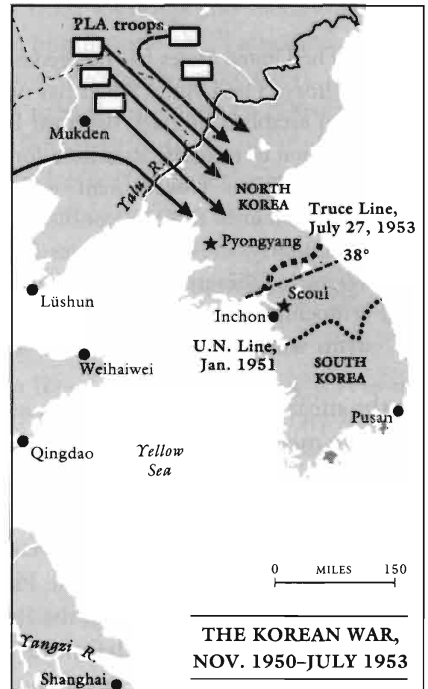 PLA. troops
Mukden
Yalu R.
NORTH
KOREA
Truce Line,
July 27, 1953
Pyongyang
38°
Lüshun
Seoul
Inchon
U.N. Line,
Jan. 1951
Weihaiwei
SOUTH
KOREA
Pusan
Qingdao
Yellow
Sea
0 MILES 150
THE KOREAN WAR,
NOV. 1950–JULY 1953
Yangzi R.
Shanghai